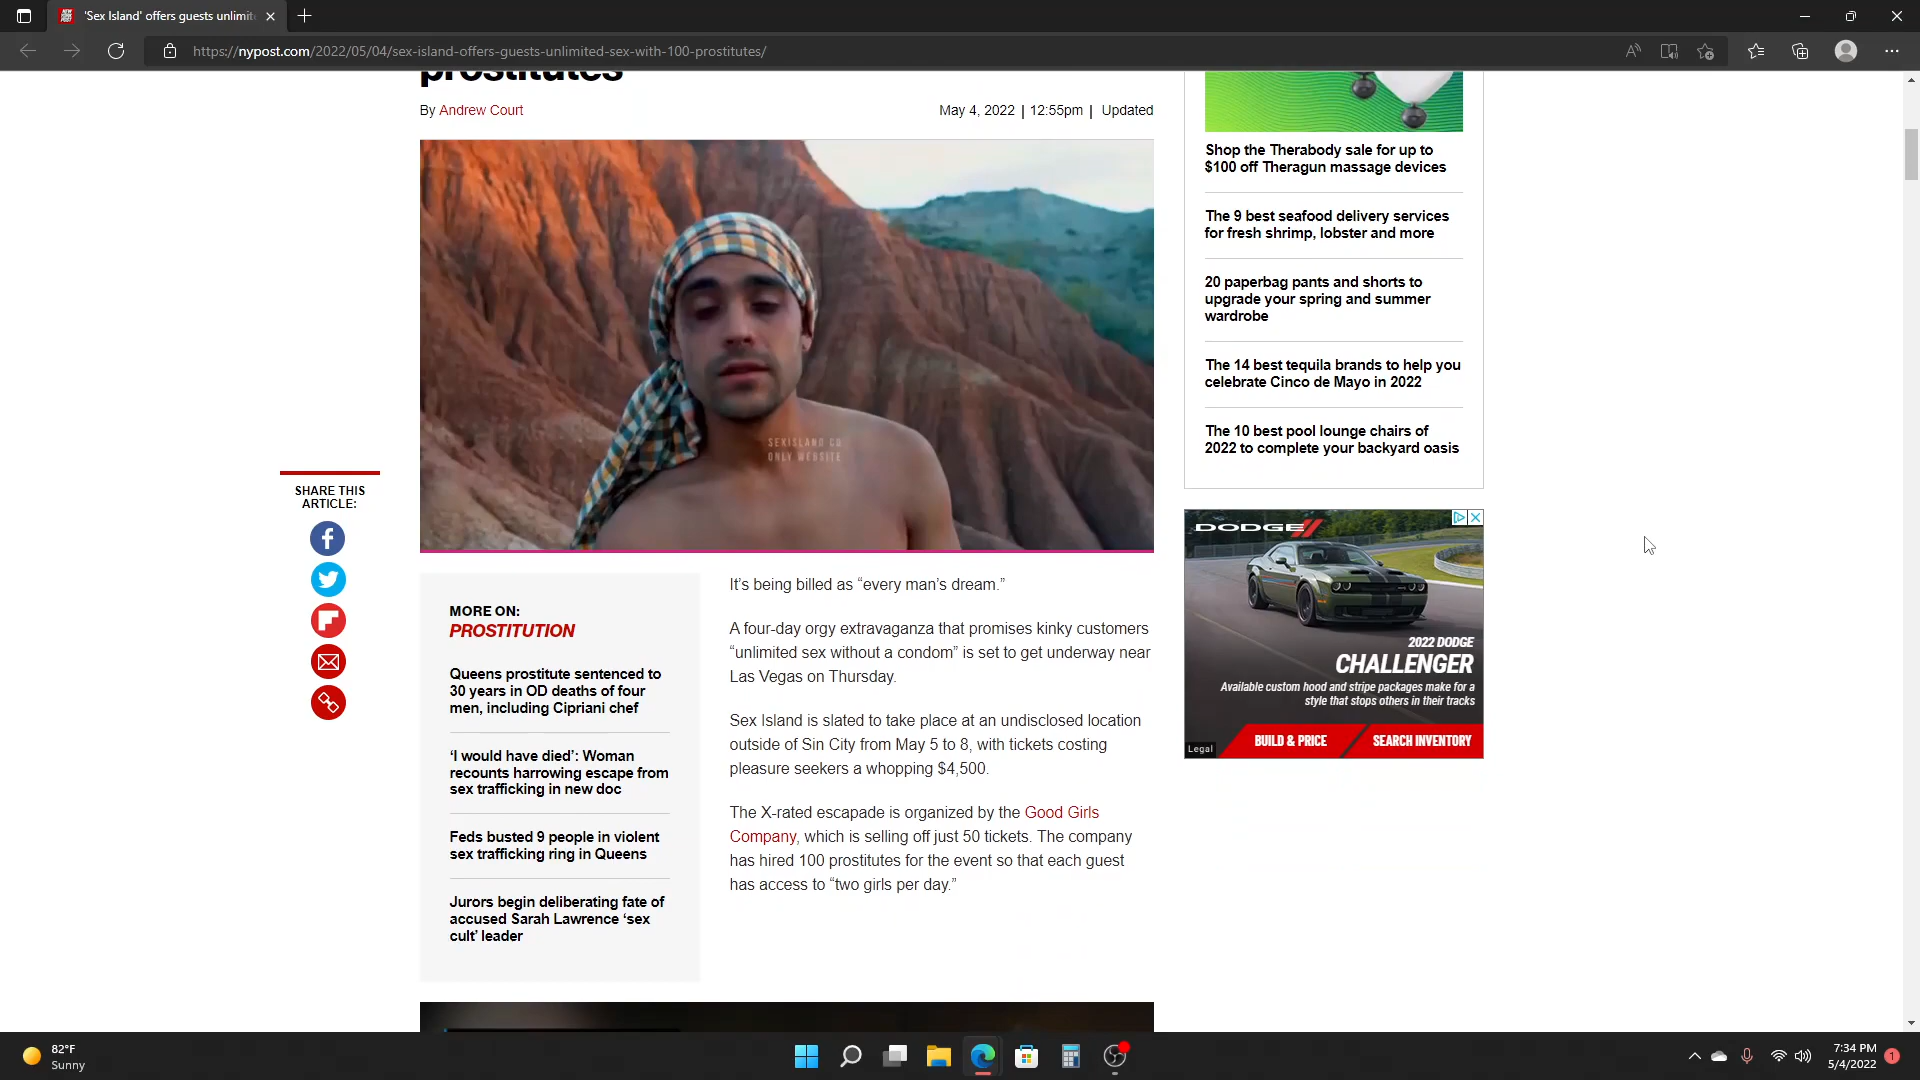 'Sex Island' offers guests unlimit
https://nypost.com/2022/05/04/sex-island-offers-guests-unlimited-sex-with-100-prostitutes/
prostitutes
By Andrew Court
May 4, 2022 | 12:55pm | Updated
SEXISLAND CO
ONLY WEBSITE
SHARE THIS
ARTICLE:
MORE ON:
PROSTITUTION
Queens prostitute sentenced to
30 years in OD deaths of four
men, including Cipriani chef
‘I would have died’: Woman
recounts harrowing escape from
sex trafficking in new doc
Feds busted 9 people in violent
sex trafficking ring in Queens
Jurors begin deliberating fate of
accused Sarah Lawrence ‘sex
cult’ leader
It’s being billed as “every man’s dream.”
A four-day orgy extravaganza that promises kinky customers
“unlimited sex without a condom” is set to get underway near
Las Vegas on Thursday.
Sex Island is slated to take place at an undisclosed location
outside of Sin City from May 5 to 8, with tickets costing
pleasure seekers a whopping $4,500.
The X-rated escapade is organized by the Good Girls
Company, which is selling off just 50 tickets. The company
has hired 100 prostitutes for the event so that each guest
has access to “two girls per day.”
Shop the Therabody sale for up to
$100 off Theragun massage devices
The 9 best seafood delivery services
for fresh shrimp, lobster and more
20 paperbag pants and shorts to
upgrade your spring and summer
wardrobe
The 14 best tequila brands to help you
celebrate Cinco de Mayo in 2022
The 10 best pool lounge chairs of
2022 to complete your backyard oasis
DODGE
2022 DODGE
CHALLENGER
Available custom hood and stripe packages make for a
style that stops others in their tracks
BUILD & PRICE
SEARCH INVENTORY
Legal
82°F
Sunny
7:34 PM
5/4/2022
1